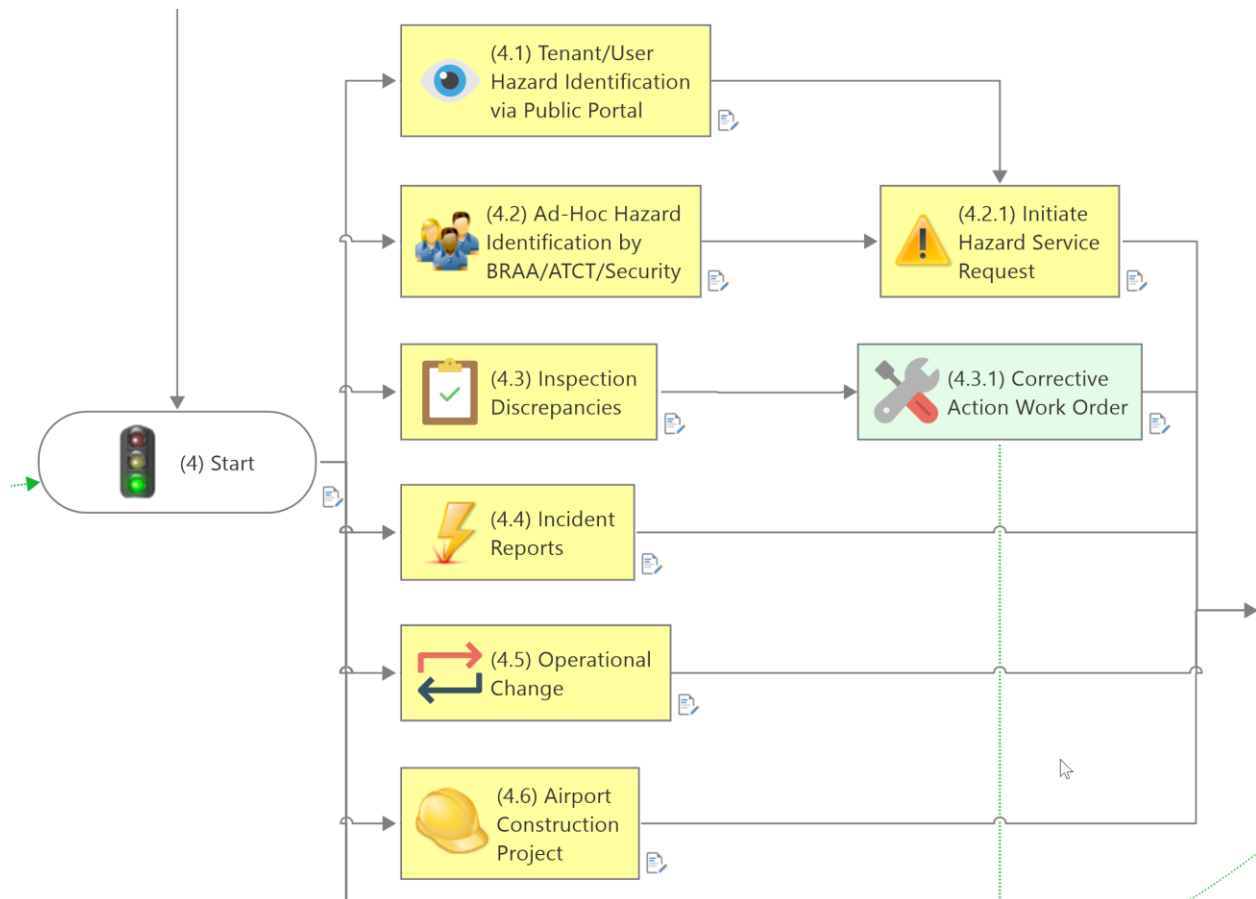 (4.1) Tenant/User
Hazard Identification
via Public Portal
(4.2) Ad-Hoc Hazard
Identification by
BRAA/ATCT/Security
(4.2.1) Initiate
Hazard Service
Request
(4.3) Inspection
Discrepancies
(4.3.1) Corrective
Action Work Order
(4) Start
(4.4) Incident
Reports
(4.5) Operational
Change
(4.6) Airport
Construction
Project